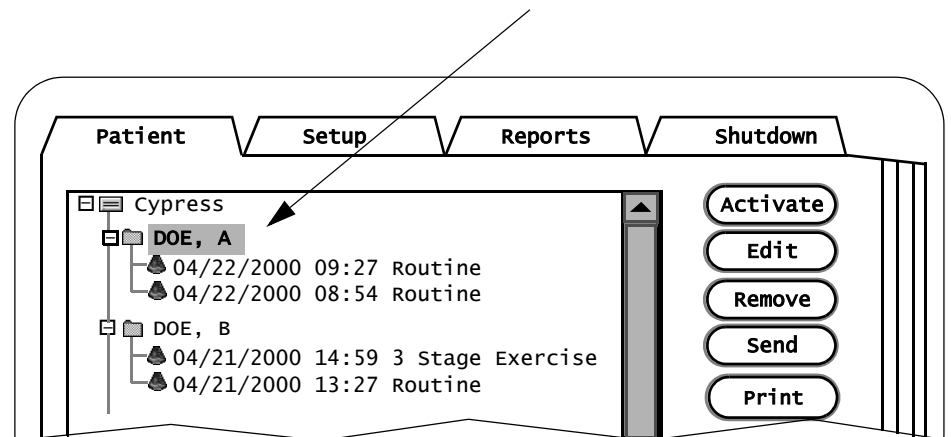 Patient Setup Reports Shutdown
Cypress
DOE, A
04/22/2000 09:27 Routine
04/22/2000 08:54 Routine
DOE, B
04/21/2000 14:59 3 Stage Exercise
04/21/2000 13:27 Routine
Activate
Edit
Remove
Send
Print